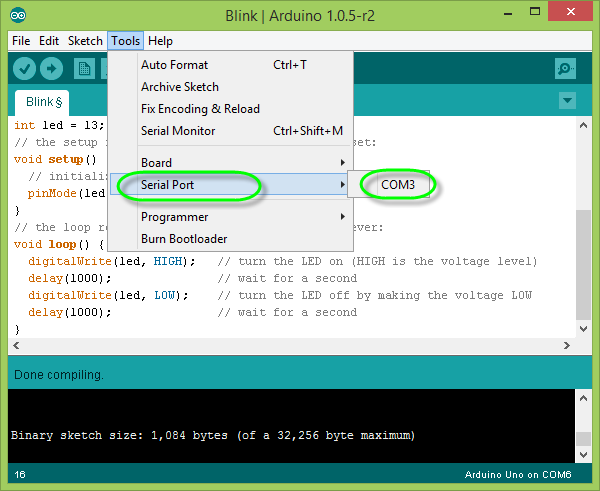 Blink | Arduino 1.0.5-r2
File Edit Sketch Tools Help
Auto Format Ctrl+T
Archive Sketch
Fix Encoding & Reload
Serial Monitor Ctrl+Shift+M
Board
Serial Port
COM3
Programmer
Burn Bootloader
Blink §
int led = 13;
// the setup set:
void setup()
// initiali
pinMode(led
}
// the loop ro ver:
void loop() {
digitalWrite(led, HIGH); // turn the LED on (HIGH is the voltage level)
delay(1000); // wait for a second
digitalWrite(led, LOW); // turn the LED off by making the voltage LOW
delay(1000); // wait for a second
}
Done compiling.
Binary sketch size: 1,084 bytes (of a 32,256 byte maximum)
16 Arduino Uno on COM6